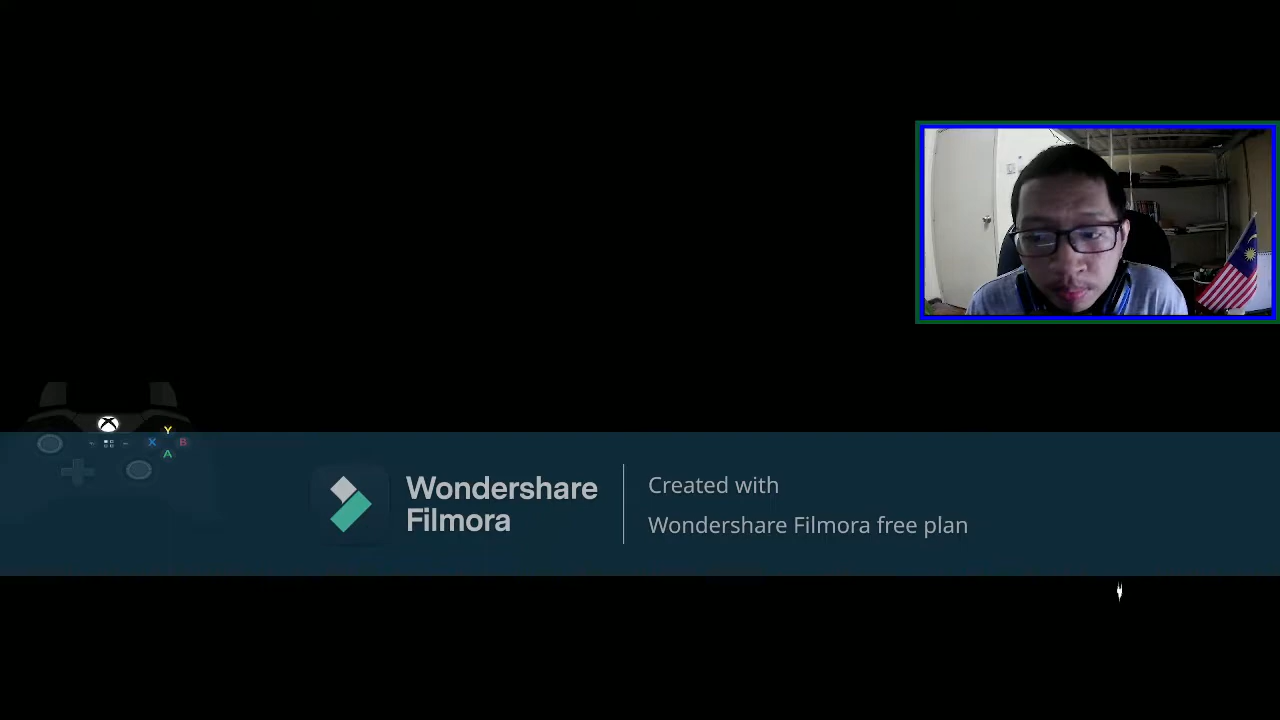 Y
X B
A
Wondershare
Filmora
Created with
Wondershare Filmora free plan